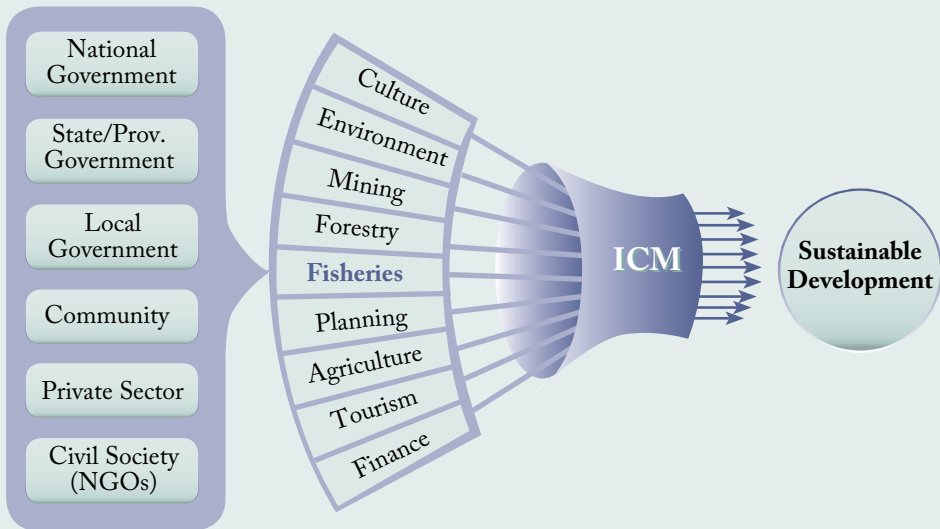 National
Government
State/Prov.
Government
Local
Government
Community
Private Sector
Civil Society
(NGOs)
Culture
Environment
Mining
Forestry
Fisheries
Planning
Agriculture
Tourism
Finance
ICM
Sustainable
Development